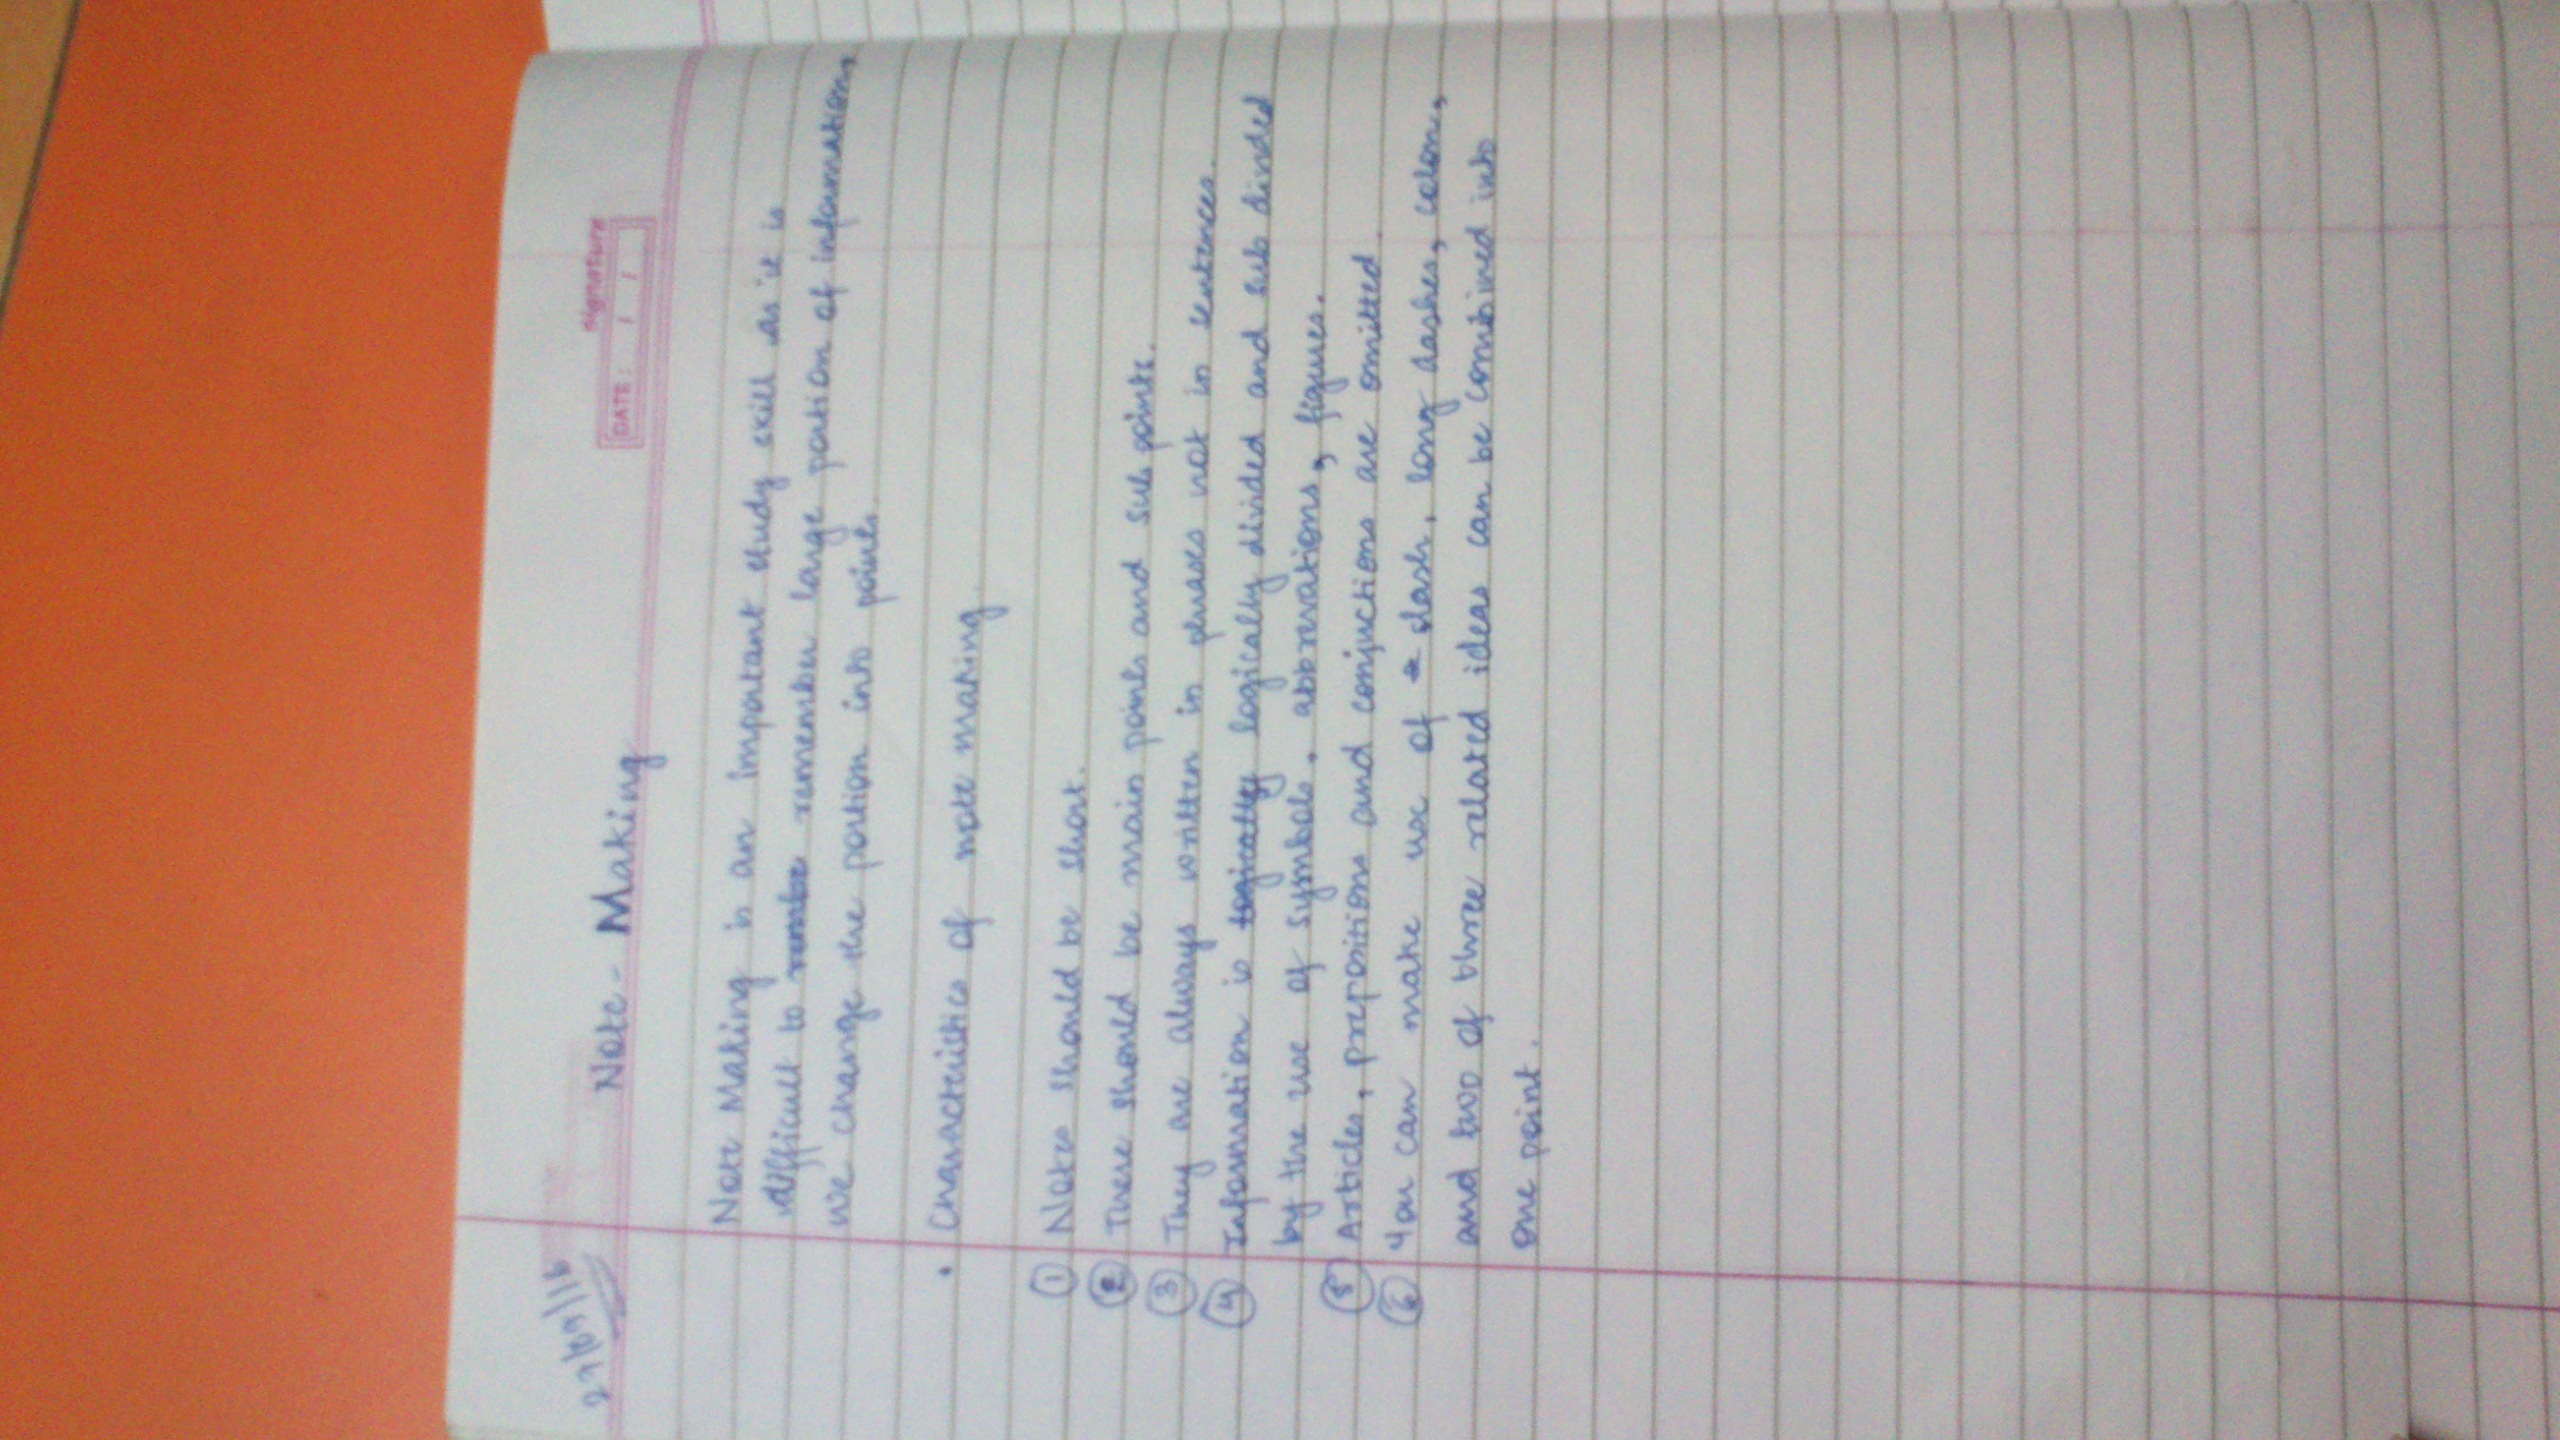 27/07/16
Note - Making
Signature
DATE: / /
Note Making is an important study skill as it is
difficult to remember large portion of information,
we change the portion into points.
• Characteristics of note making
① Notes should be short.
② There should be main points and sub points.
③ They are always written in phrases not in sentences.
④ Information is logically logically divided and sub divided
by the use of symbols, abbrevations, figures.
⑤ Articles, prepositions and conjuctions are omitted.
⑥ You can make use of dash, long dashes, colons,
and two of three related ideas can be combined into
one point.